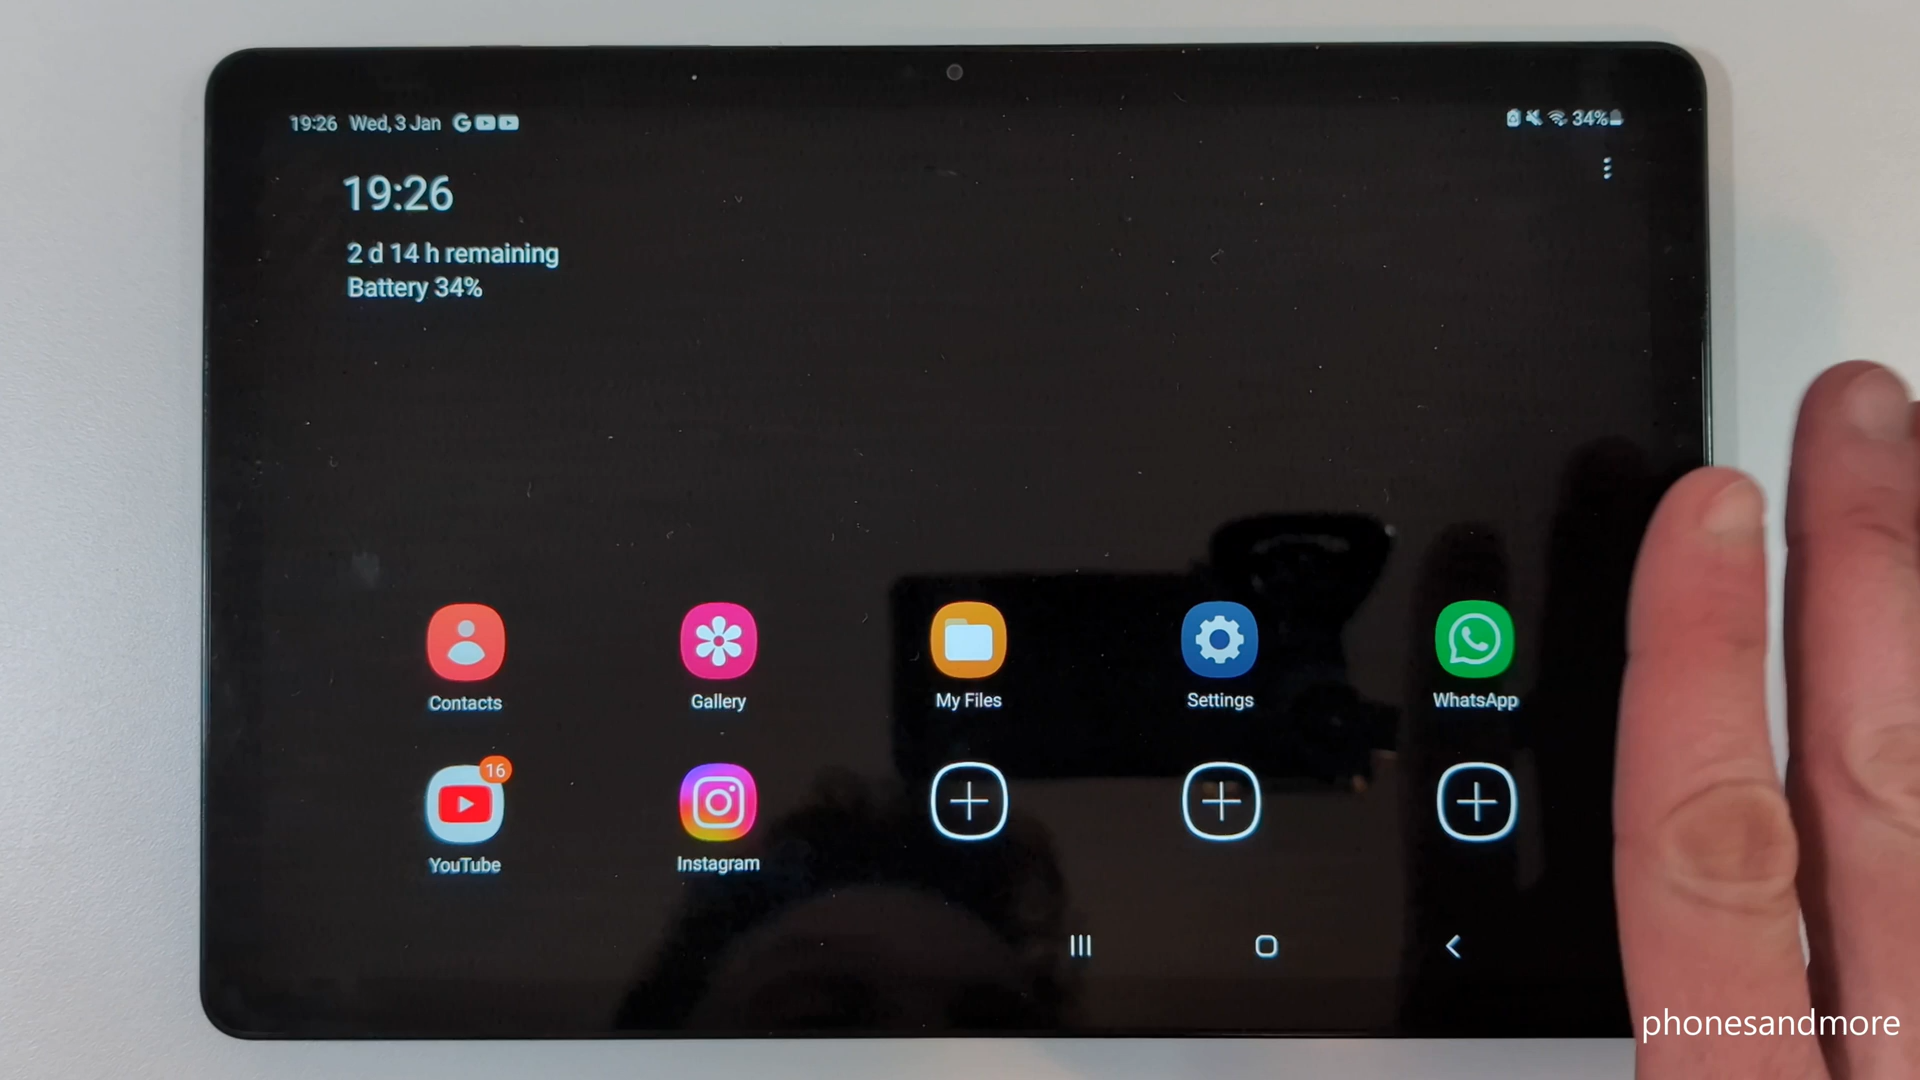 19:26 Wed, 3 Jan G
34%
19:26
2 d 14 h remaining
Battery 34%
Contacts
Gallery
My Files
Settings
WhatsApp
16
YouTube
Instagram
phonesandmore